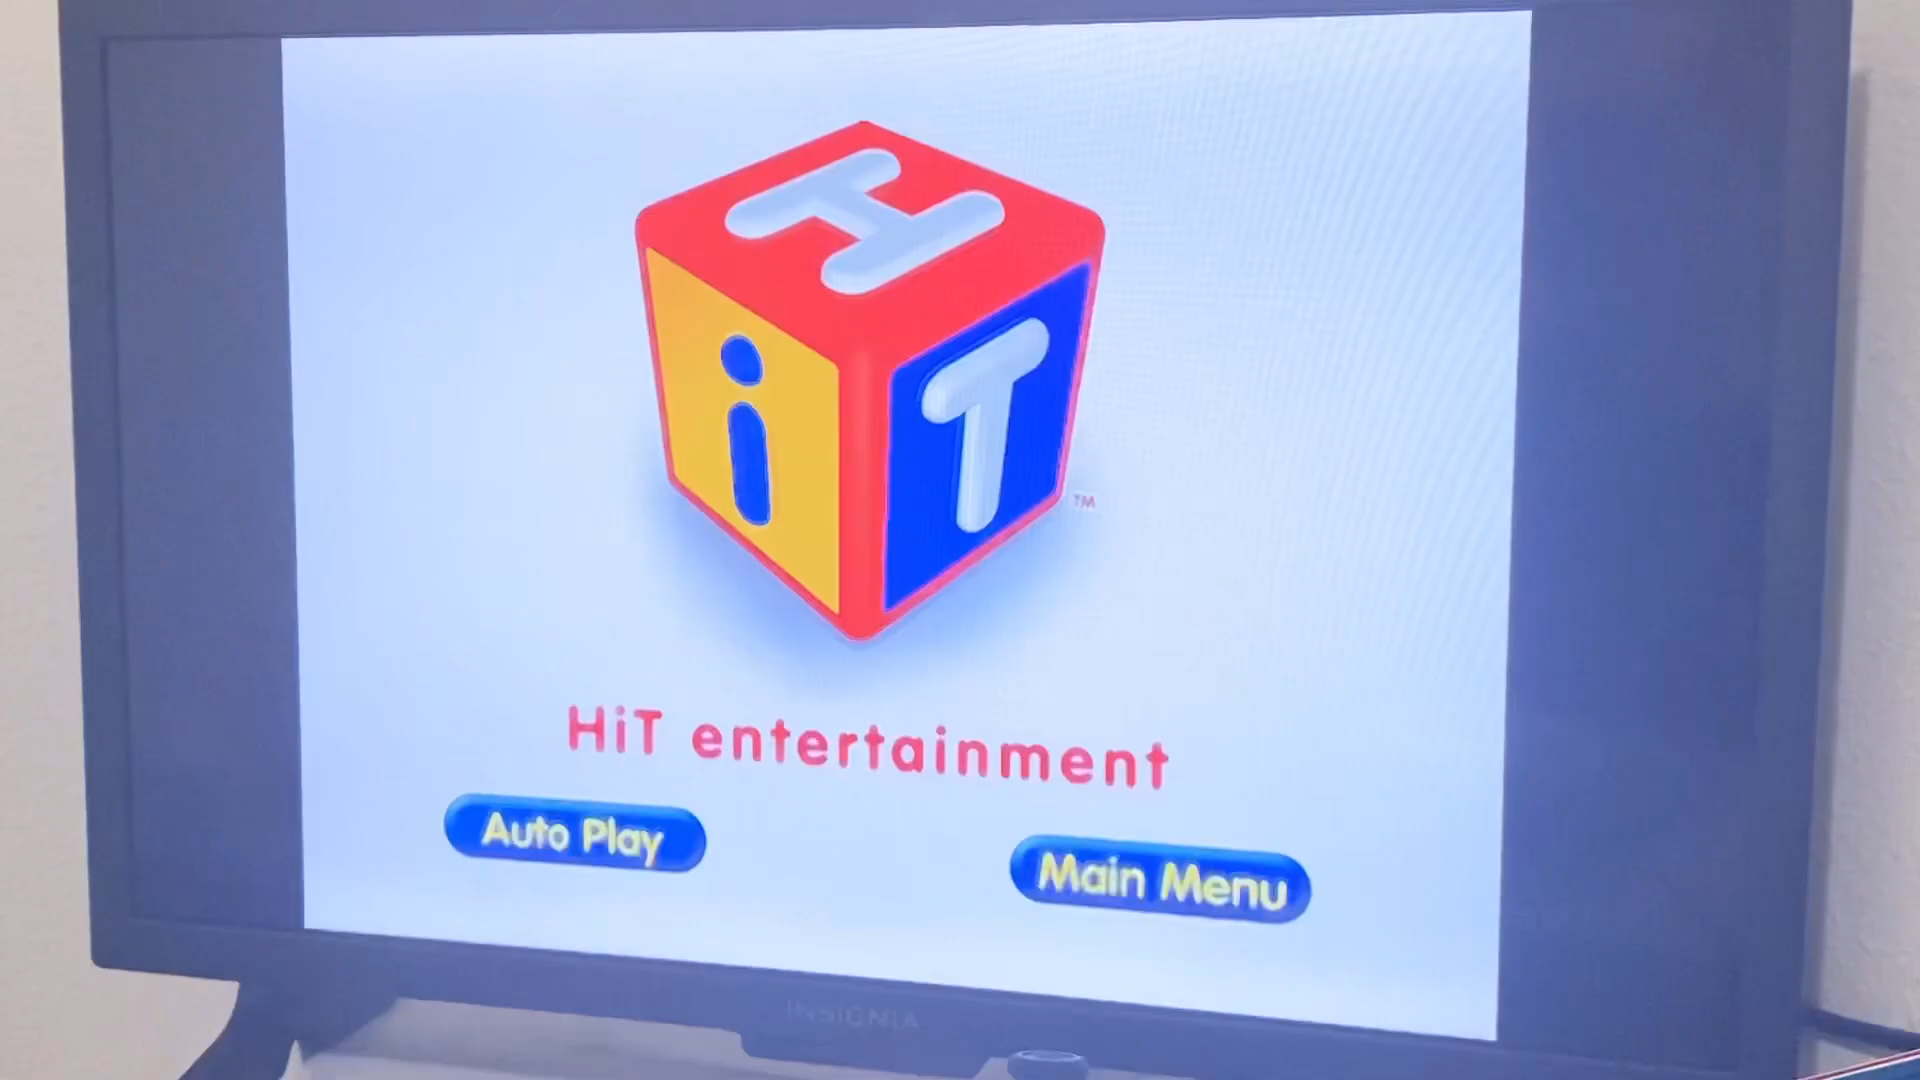 H
i
T
TM
HiT entertainment
Auto Play
Main Menu
INSIGNIA